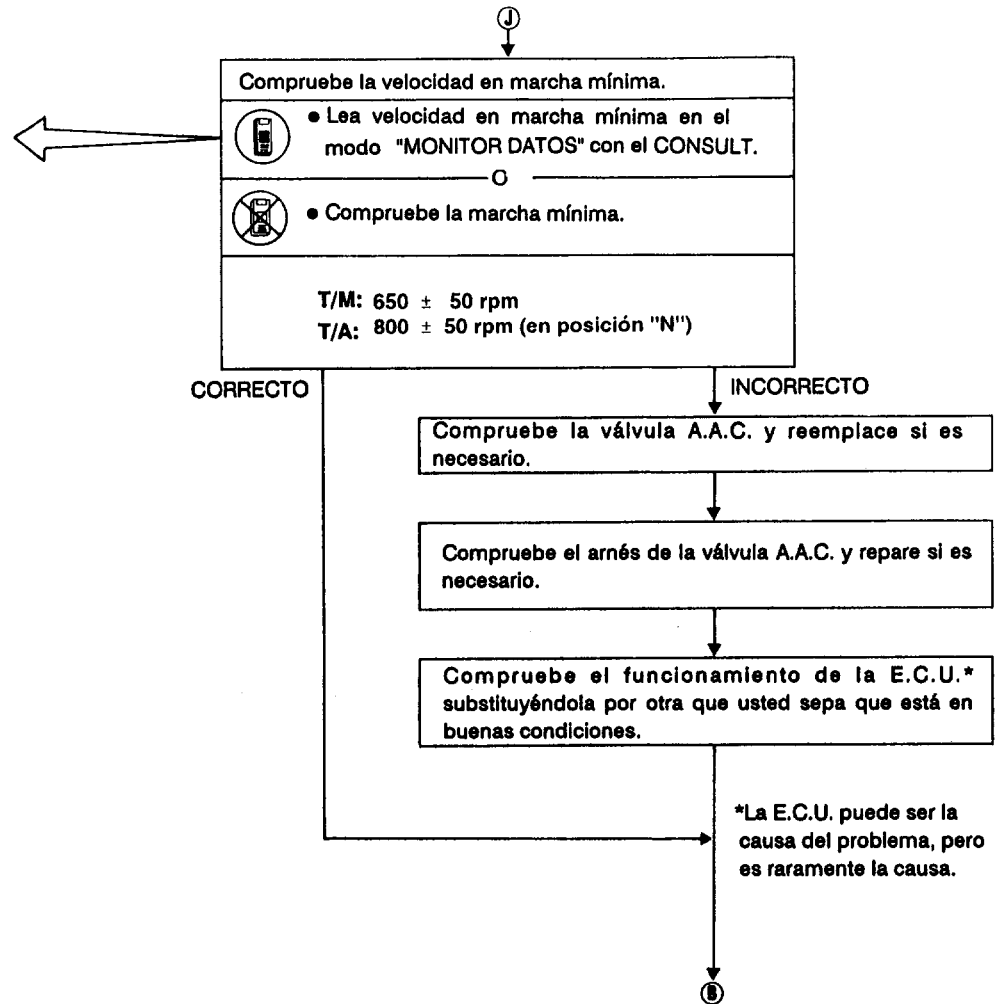 J
Compruebe la velocidad en marcha mínima.
● Lea velocidad en marcha mínima en el
modo "MONITOR DATOS" con el CONSULT.
O
● Compruebe la marcha mínima.
T/M: 650 ± 50 rpm
T/A: 800 ± 50 rpm (en posición "N")
CORRECTO
INCORRECTO
Compruebe la válvula A.A.C. y reemplace si es
necesario.
Compruebe el arnés de la válvula A.A.C. y repare si es
necesario.
Compruebe el funcionamiento de la E.C.U.*
substituyéndola por otra que usted sepa que está en
buenas condiciones.
*La E.C.U. puede ser la
causa del problema, pero
es raramente la causa.
B